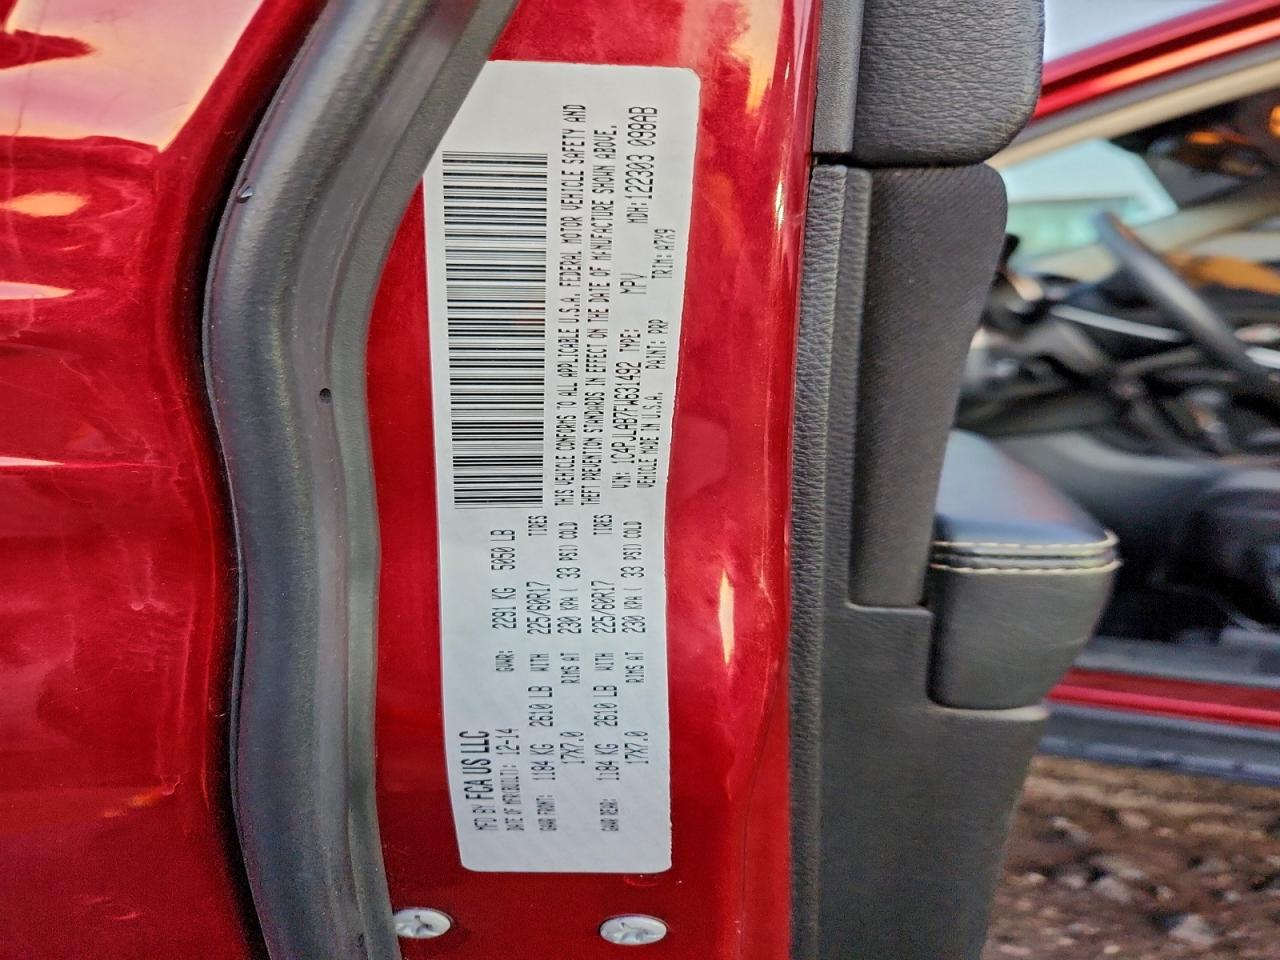 MFD BY FCA US LLC
DATE OF MFR(BUILT): 12-14 GVWR: 2291 KG 5050 LB
GAWR FRONT: 1184 KG 2610 LB WITH 225/60R17 TIRES
17X7.0 RIMS AT 230 KPA ( 33 PSI) COLD
GAWR REAR: 1184 KG 2610 LB WITH 225/60R17 TIRES
17X7.0 RIMS AT 230 KPA ( 33 PSI) COLD
THIS VEHICLE CONFORMS TO ALL APPLICABLE U.S.A. FEDERAL MOTOR VEHICLE SAFETY AND
THEFT PREVENTION STANDARDS IN EFFECT ON THE DATE OF MANUFACTURE SHOWN ABOVE.
VIN: 1C4PJLAB7FW631492 TYPE: MPV MDH: 122303 098AB
VEHICLE MADE IN U.S.A. PAINT: PRP TRIM: A7X9